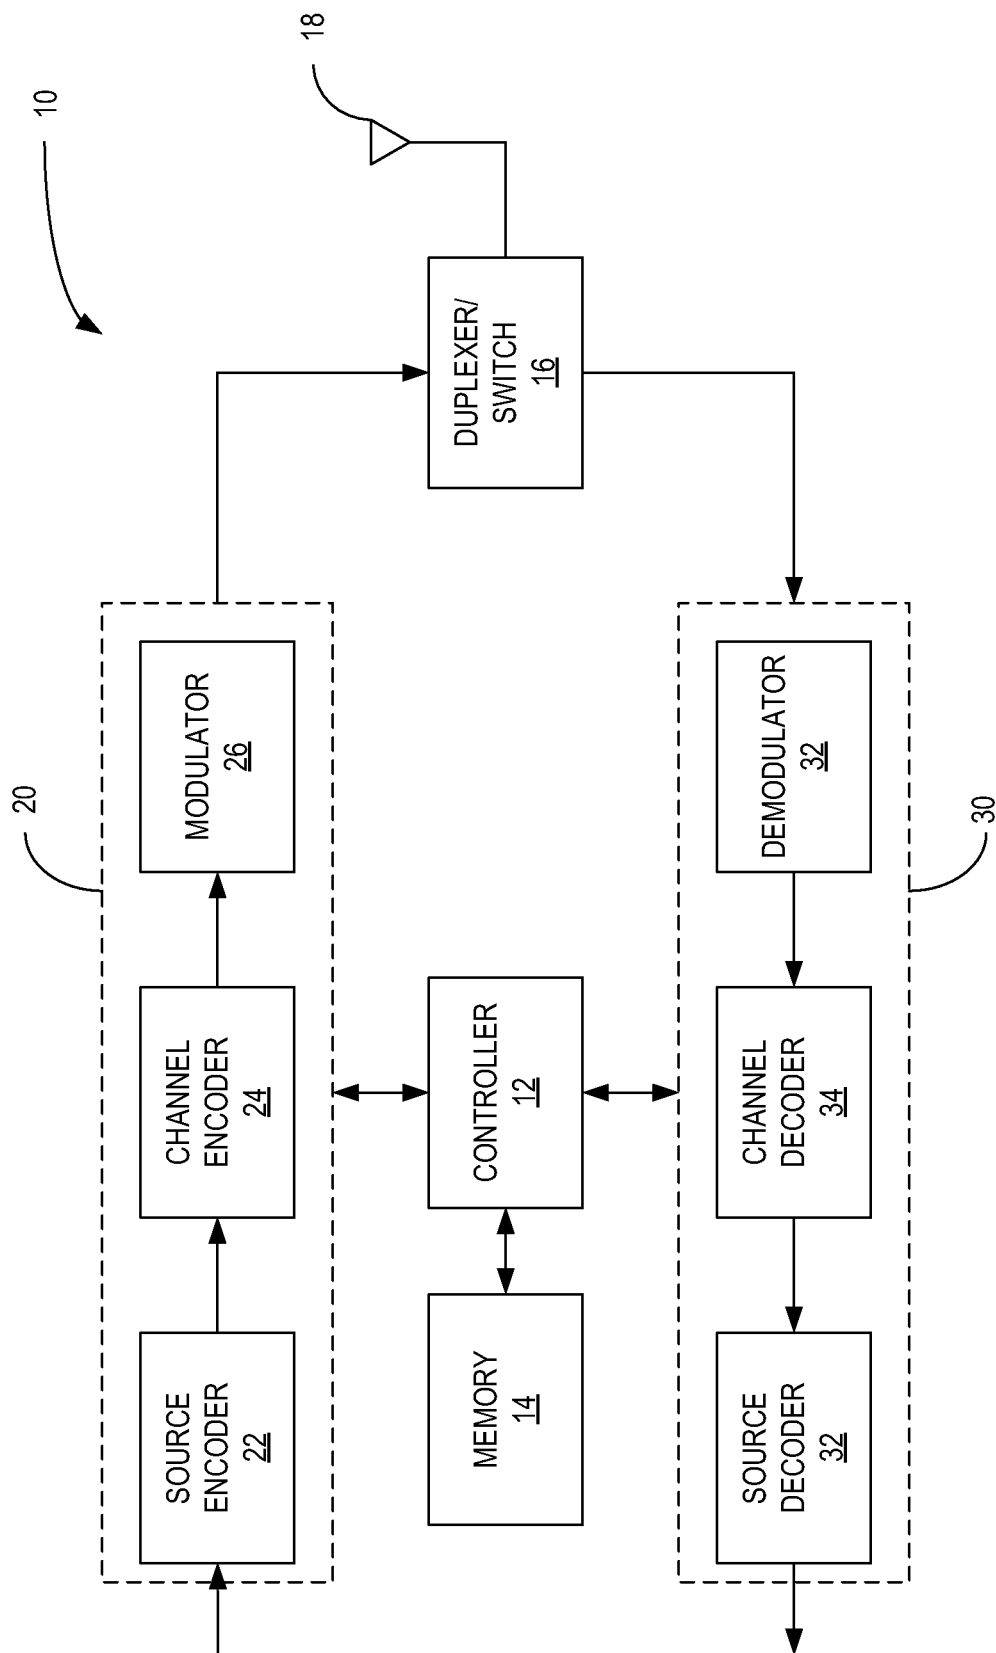 10
18
20
SOURCE
ENCODER
22
CHANNEL
ENCODER
24
MODULATOR
26
MEMORY
14
CONTROLLER
12
DUPLEXER/
SWITCH
16
SOURCE
DECODER
32
CHANNEL
DECODER
34
DEMODULATOR
32
30